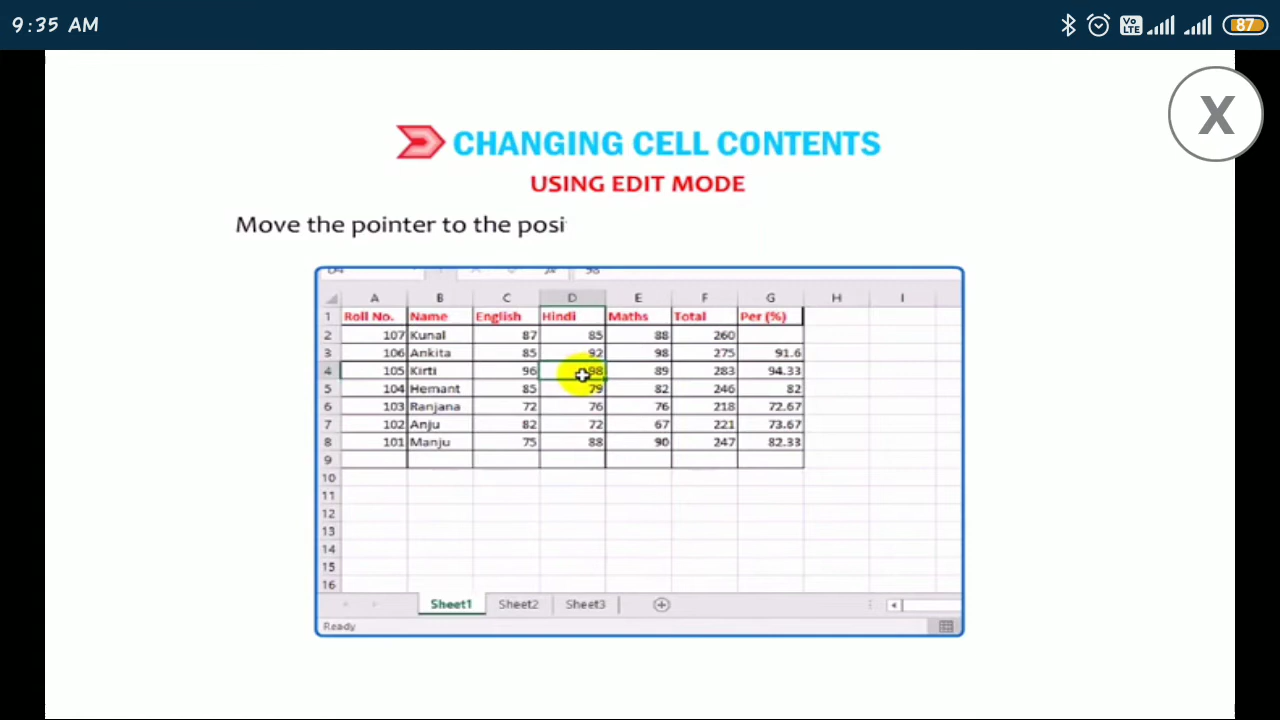 9:35 AM
Vo LTE
87
X
CHANGING CELL CONTENTS
USING EDIT MODE
Move the pointer to the posi
D4 fx 98
A B C D E F G H I
1 Roll No. Name English Hindi Maths Total Per (%)
2 107 Kunal 87 85 88 260
3 106 Ankita 85 92 98 275 91.6
4 105 Kirti 96 98 89 283 94.33
5 104 Hemant 85 79 82 246 82
6 103 Ranjana 72 76 76 218 72.67
7 102 Anju 82 72 67 221 73.67
8 101 Manju 75 88 90 247 82.33
9
10
11
12
13
14
15
16
Sheet1 Sheet2 Sheet3
Ready